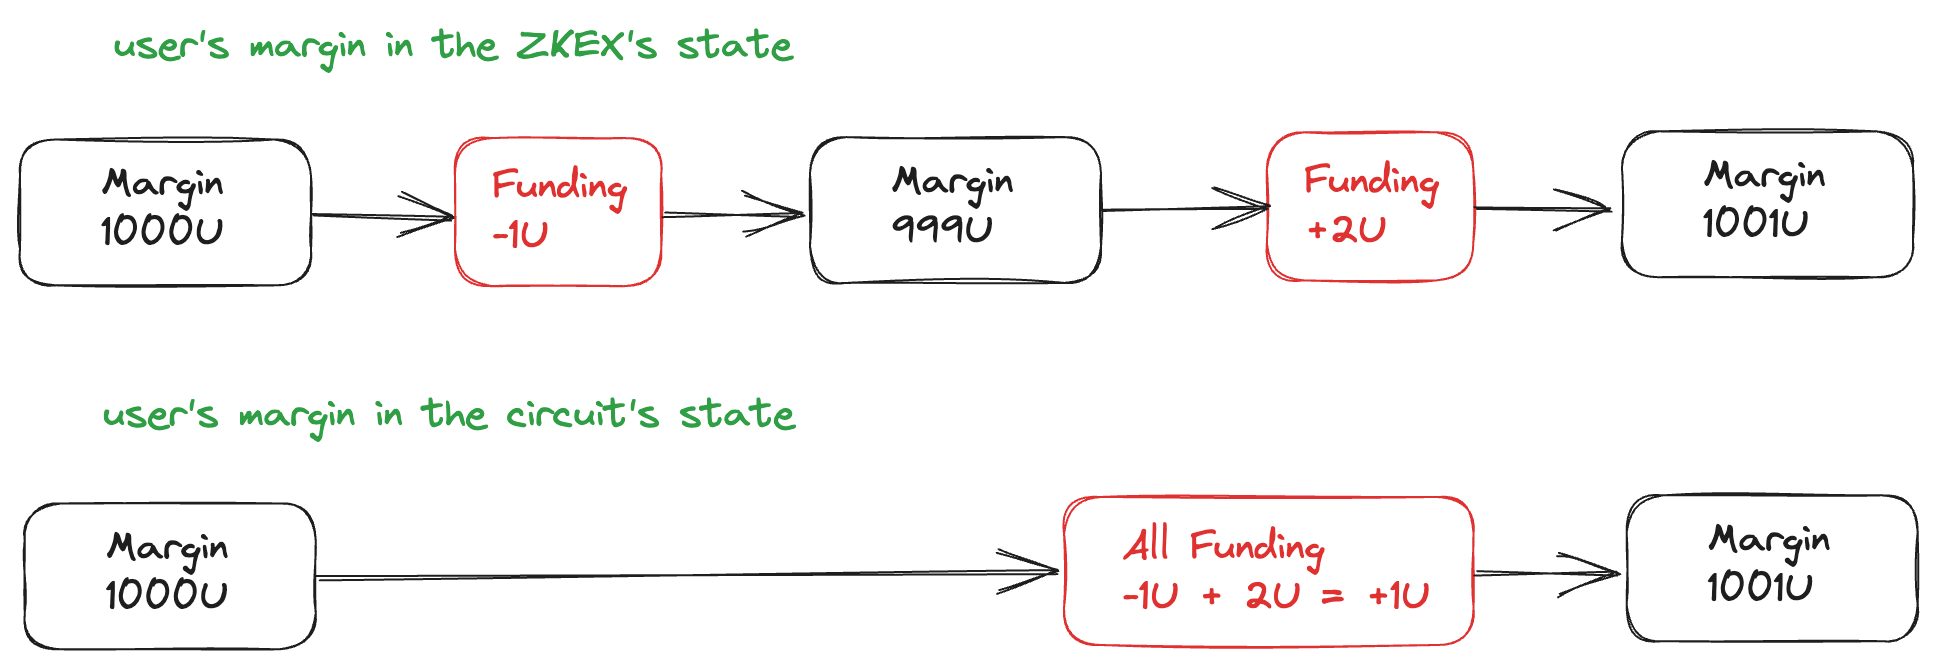 user's margin in the ZKEX's state
Margin
1000U
Funding
-1U
Margin
999U
Funding
+2U
Margin
1001U
user's margin in the circuit's state
Margin
1000U
All Funding
-1U + 2U = +1U
Margin
1001U